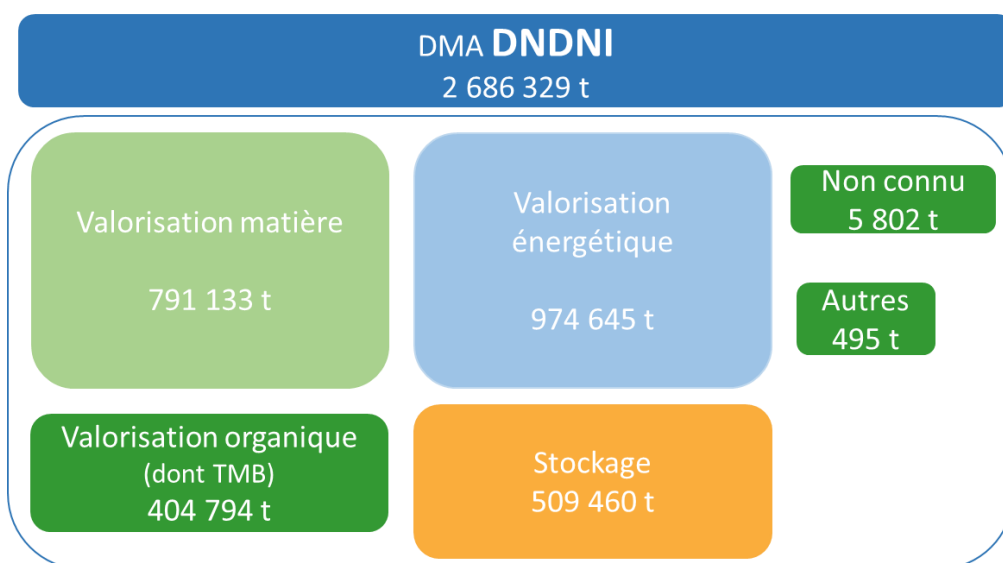 DMA DNDNI
2 686 329 t
Valorisation matière
791 133 t
Valorisation
énergétique
974 645 t
Non connu
5 802 t
Autres
495 t
Valorisation organique
(dont TMB)
404 794 t
Stockage
509 460 t